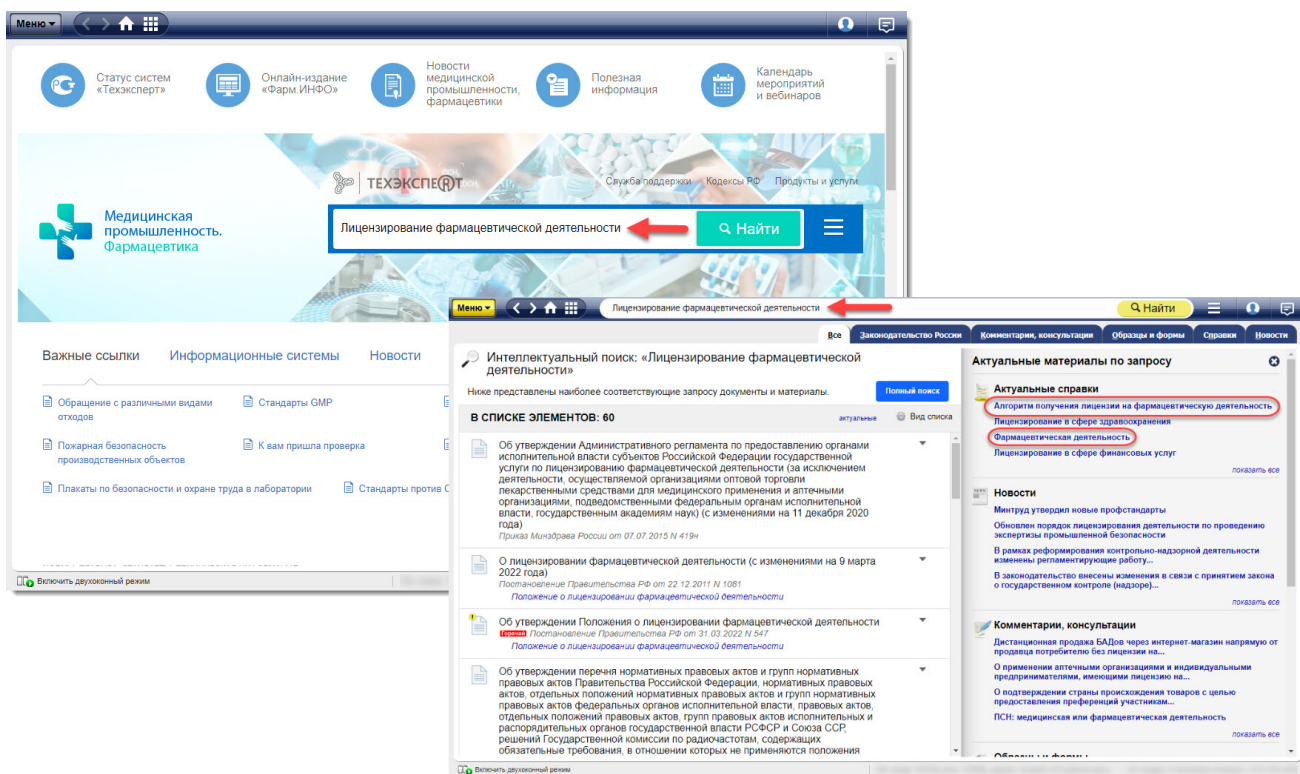 Меню
Статус систем
«Техэксперт»
Онлайн-издание
«Фарм.ИНФО»
Новости
медицинской
промышленности,
фармацевтики
Полезная
информация
Календарь
мероприятий
и вебинаров
ТЕХЭКСПЕРТ
Служба поддержки Кодексы РФ Продукты и услуги
Медицинская
промышленность.
Фармацевтика
Лицензирование фармацевтической деятельности
Найти
Важные ссылки Информационные системы Новости
Обращение с различными видами
отходов
Стандарты GMP
Пожарная безопасность
производственных объектов
К вам пришла проверка
Плакаты по безопасности и охране труда в лаборатории
Стандарты против C
Включить двухоконный режим
Меню
Лицензирование фармацевтической деятельности
Найти
Все Законодательство России Комментарии, консультации Образцы и формы Справки Новости
Интеллектуальный поиск: «Лицензирование фармацевтической
деятельности»
Ниже представлены наиболее соответствующие запросу документы и материалы.
Полный поиск
В СПИСКЕ ЭЛЕМЕНТОВ: 60
актуальные
Вид списка
Об утверждении Административного регламента по предоставлению органами
исполнительной власти субъектов Российской Федерации государственной
услуги по лицензированию фармацевтической деятельности (за исключением
деятельности, осуществляемой организациями оптовой торговли
лекарственными средствами для медицинского применения и аптечными
организациями, подведомственными федеральным органам исполнительной
власти, государственным академиям наук) (с изменениями на 11 декабря 2020
года)
Приказ Минздрава России от 07.07.2015 N 419н
О лицензировании фармацевтической деятельности (с изменениями на 9 марта
2022 года)
Постановление Правительства РФ от 22.12.2011 N 1081
Положение о лицензировании фармацевтической деятельности
Об утверждении Положения о лицензировании фармацевтической деятельности
Горячий Постановление Правительства РФ от 31.03.2022 N 547
Положение о лицензировании фармацевтической деятельности
Об утверждении перечня нормативных правовых актов и групп нормативных
правовых актов Правительства Российской Федерации, нормативных правовых
актов, отдельных положений нормативных правовых актов и групп нормативных
правовых актов федеральных органов исполнительной власти, правовых актов,
отдельных положений правовых актов, групп правовых актов исполнительных и
распорядительных органов государственной власти РСФСР и Союза ССР,
решений Государственной комиссии по радиочастотам, содержащих
обязательные требования, в отношении которых не применяются положения
Актуальные материалы по запросу
Актуальные справки
Алгоритм получения лицензии на фармацевтическую деятельность
Лицензирование в сфере здравоохранения
Фармацевтическая деятельность
Лицензирование в сфере финансовых услуг
показать все
Новости
Минтруд утвердил новые профстандарты
Обновлен порядок лицензирования деятельности по проведению
экспертизы промышленной безопасности
В рамках реформирования контрольно-надзорной деятельности
изменены регламентирующие работу...
В законодательство внесены изменения в связи с принятием закона
о государственном контроле (надзоре)...
показать все
Комментарии, консультации
Дистанционная продажа БАДов через интернет-магазин напрямую от
продавца потребителю без лицензии на...
О применении аптечными организациями и индивидуальными
предпринимателями, имеющими лицензию на...
О подтверждении страны происхождения товаров с целью
предоставления преференций участникам...
ПСН: медицинская или фармацевтическая деятельность
показать все
Образцы и формы
Включить двухоконный режим